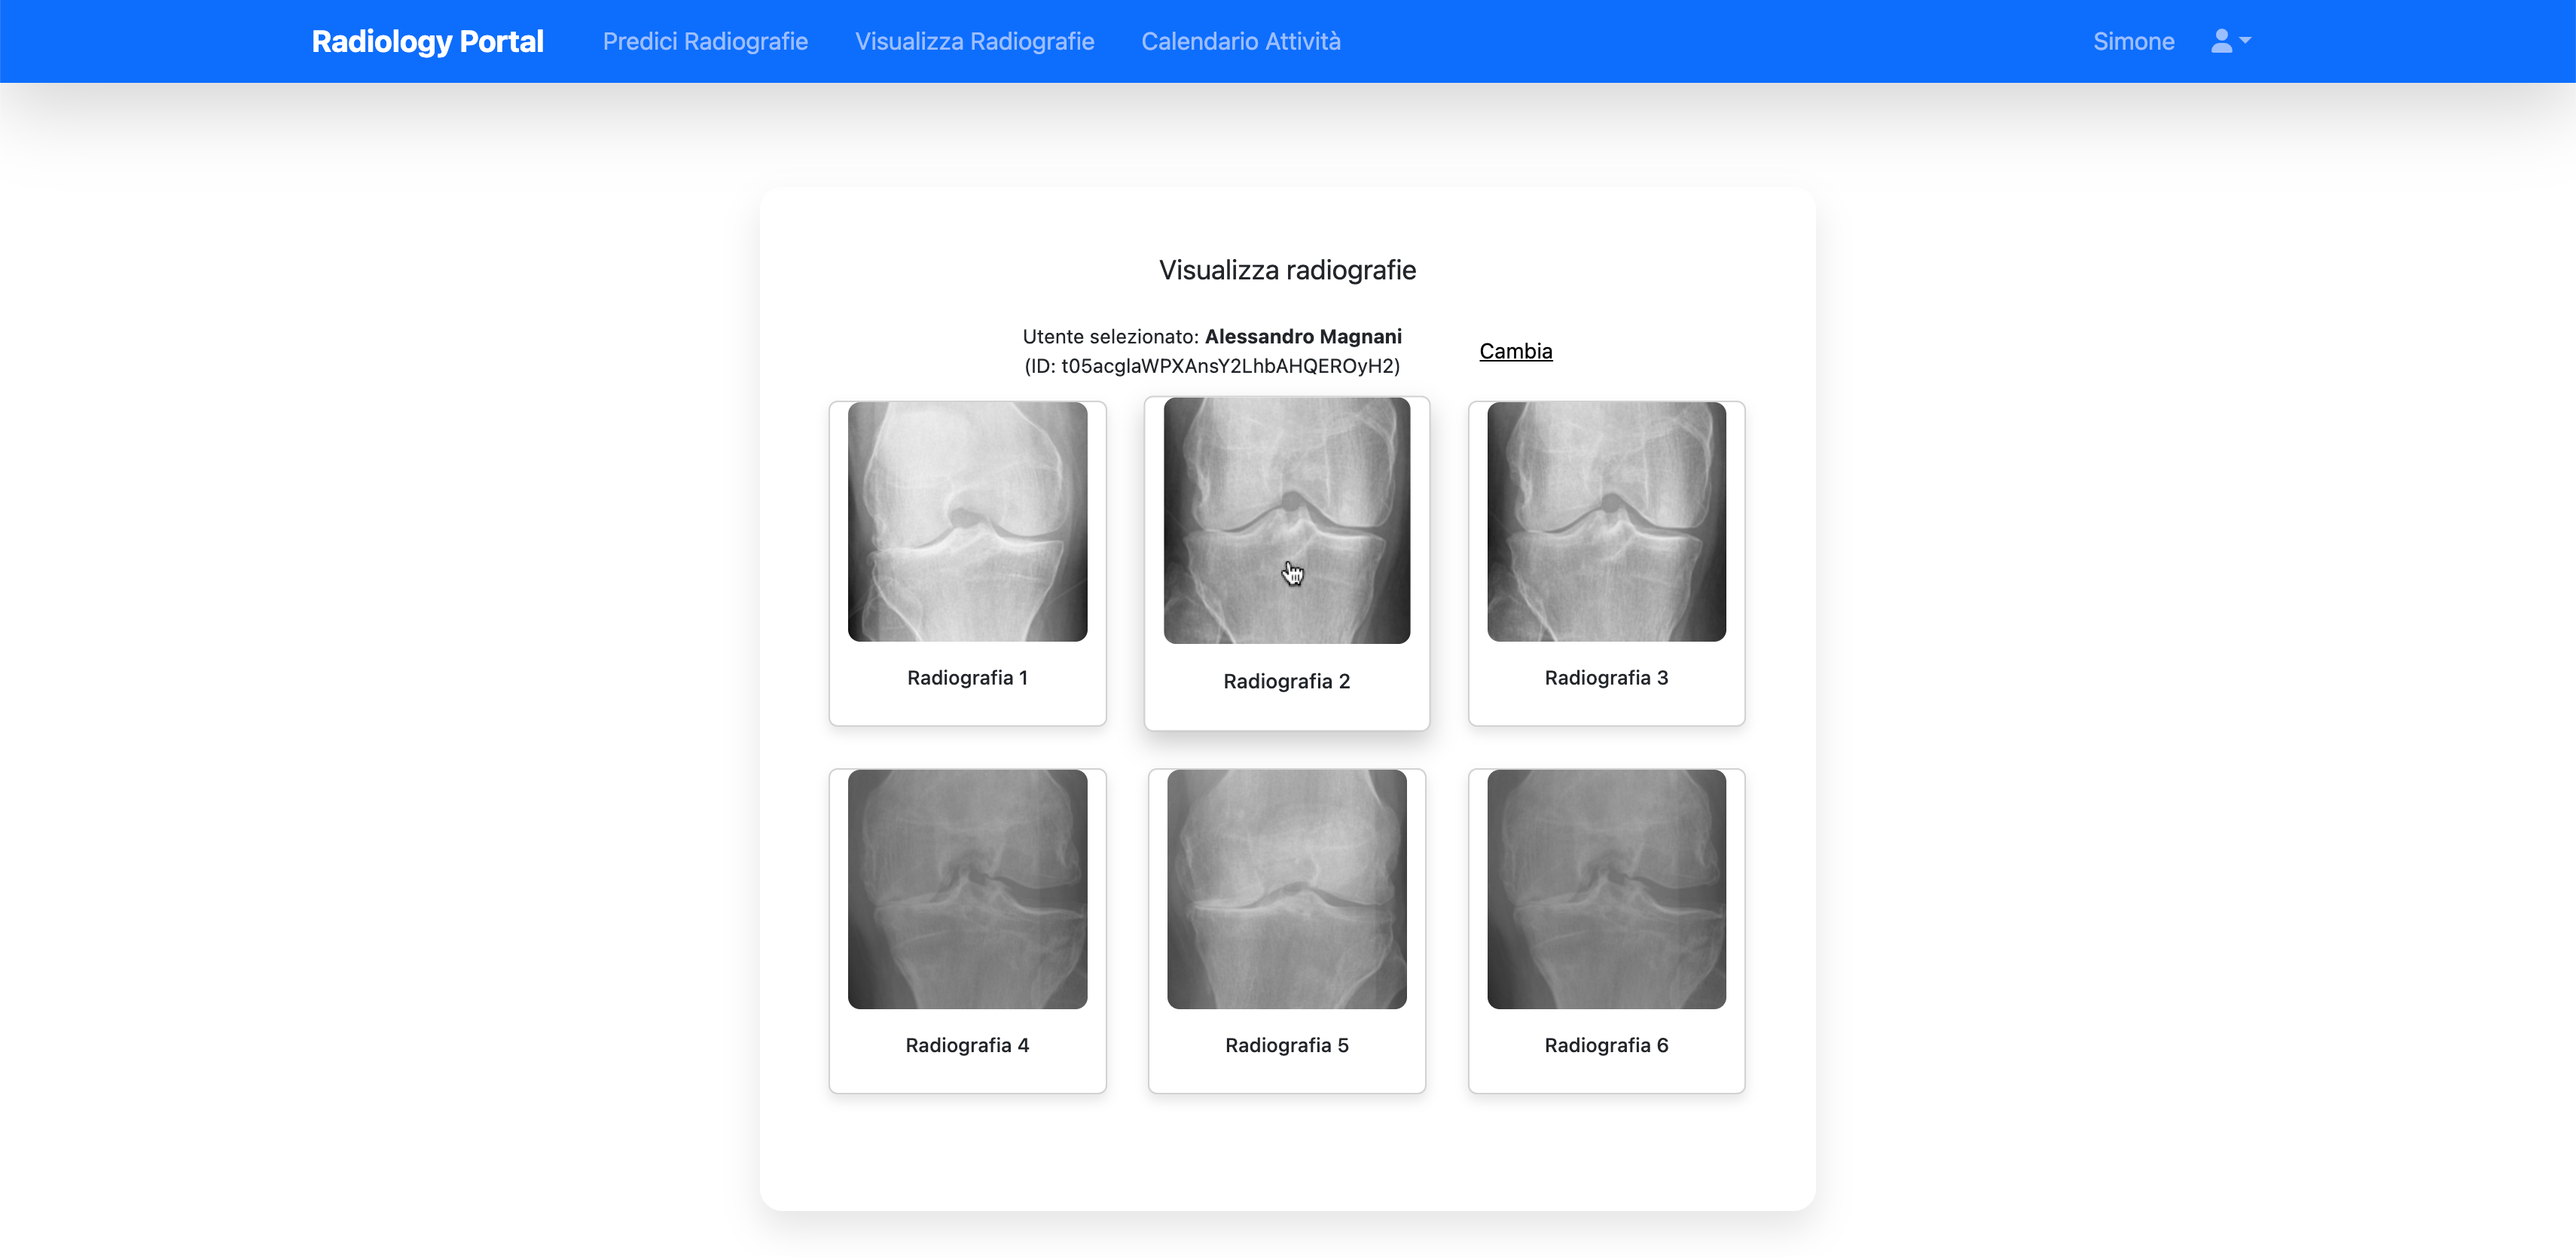 Radiology Portal Predici Radiografie Visualizza Radiografie Calendario Attività Simone
Visualizza radiografie
Utente selezionato: Alessandro Magnani
(ID: t05acglaWPXAnsY2LhbAHQEROyH2)
Cambia
Radiografia 1
Radiografia 2
Radiografia 3
Radiografia 4
Radiografia 5
Radiografia 6